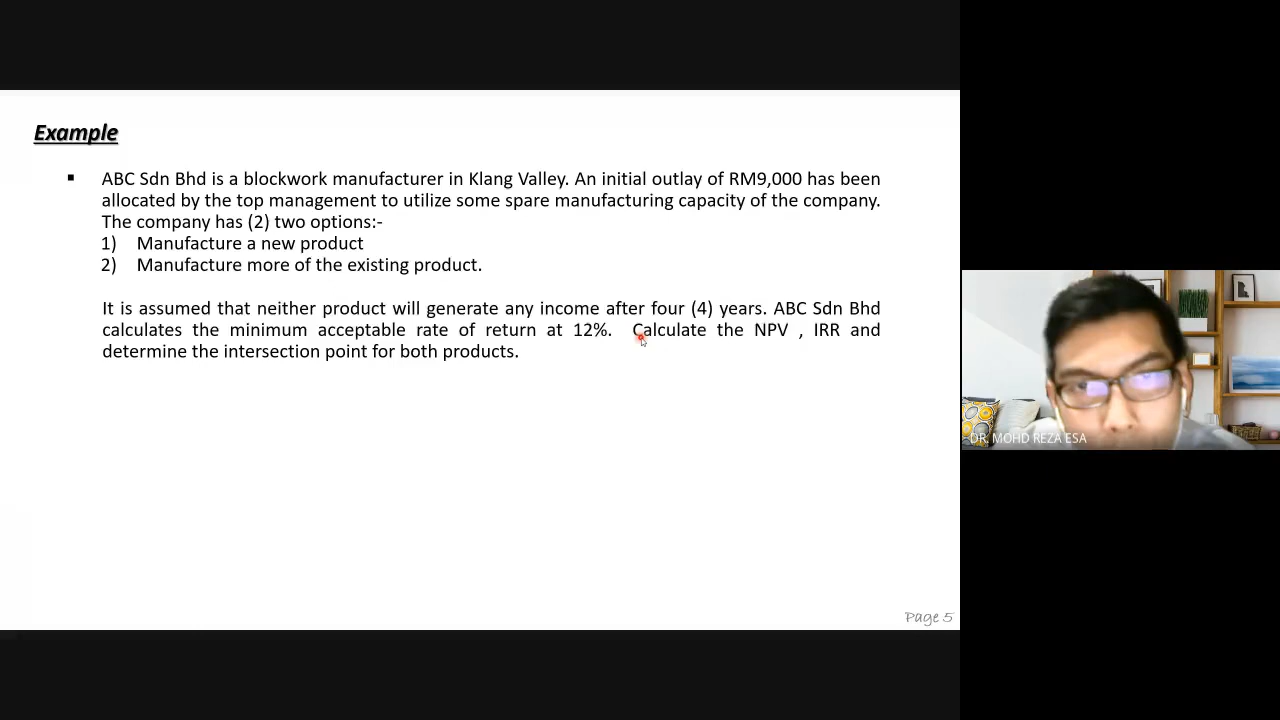 Example
▪ ABC Sdn Bhd is a blockwork manufacturer in Klang Valley. An initial outlay of RM9,000 has been
allocated by the top management to utilize some spare manufacturing capacity of the company.
The company has (2) two options:-
1) Manufacture a new product
2) Manufacture more of the existing product.
It is assumed that neither product will generate any income after four (4) years. ABC Sdn Bhd
calculates the minimum acceptable rate of return at 12%. Calculate the NPV , IRR and
determine the intersection point for both products.
DR. MOHD REZA ESA
Page 5